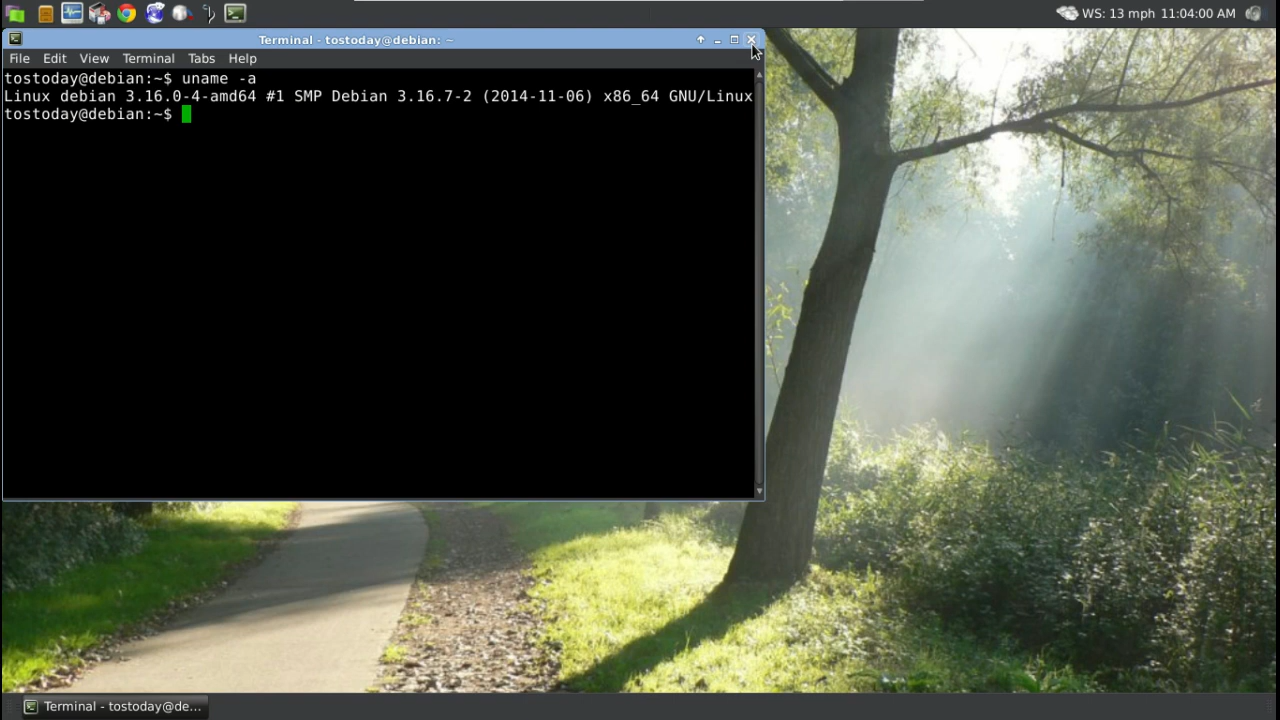 WS: 13 mph 11:04:00 AM
Terminal - tostoday@debian: ~
File Edit View Terminal Tabs Help
tostoday@debian:~$ uname -a
Linux debian 3.16.0-4-amd64 #1 SMP Debian 3.16.7-2 (2014-11-06) x86_64 GNU/Linux
tostoday@debian:~$
Terminal - tostoday@de...